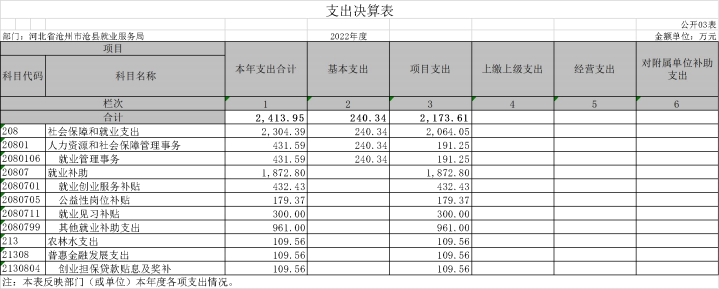 支出决算表
公开03表
部门：河北省沧州市沧县就业服务局 2022年度 金额单位：万元
项目 本年支出合计 基本支出 项目支出 上缴上级支出 经营支出 对附属单位补助支出
科目代码 科目名称
栏次 1 2 3 4 5 6
合计 2,413.95 240.34 2,173.61
208 社会保障和就业支出 2,304.39 240.34 2,064.05
20801 人力资源和社会保障管理事务 431.59 240.34 191.25
2080106 就业管理事务 431.59 240.34 191.25
20807 就业补助 1,872.80 1,872.80
2080701 就业创业服务补贴 432.43 432.43
2080705 公益性岗位补贴 179.37 179.37
2080711 就业见习补贴 300.00 300.00
2080799 其他就业补助支出 961.00 961.00
213 农林水支出 109.56 109.56
21308 普惠金融发展支出 109.56 109.56
2130804 创业担保贷款贴息及奖补 109.56 109.56
注：本表反映部门（或单位）本年度各项支出情况。